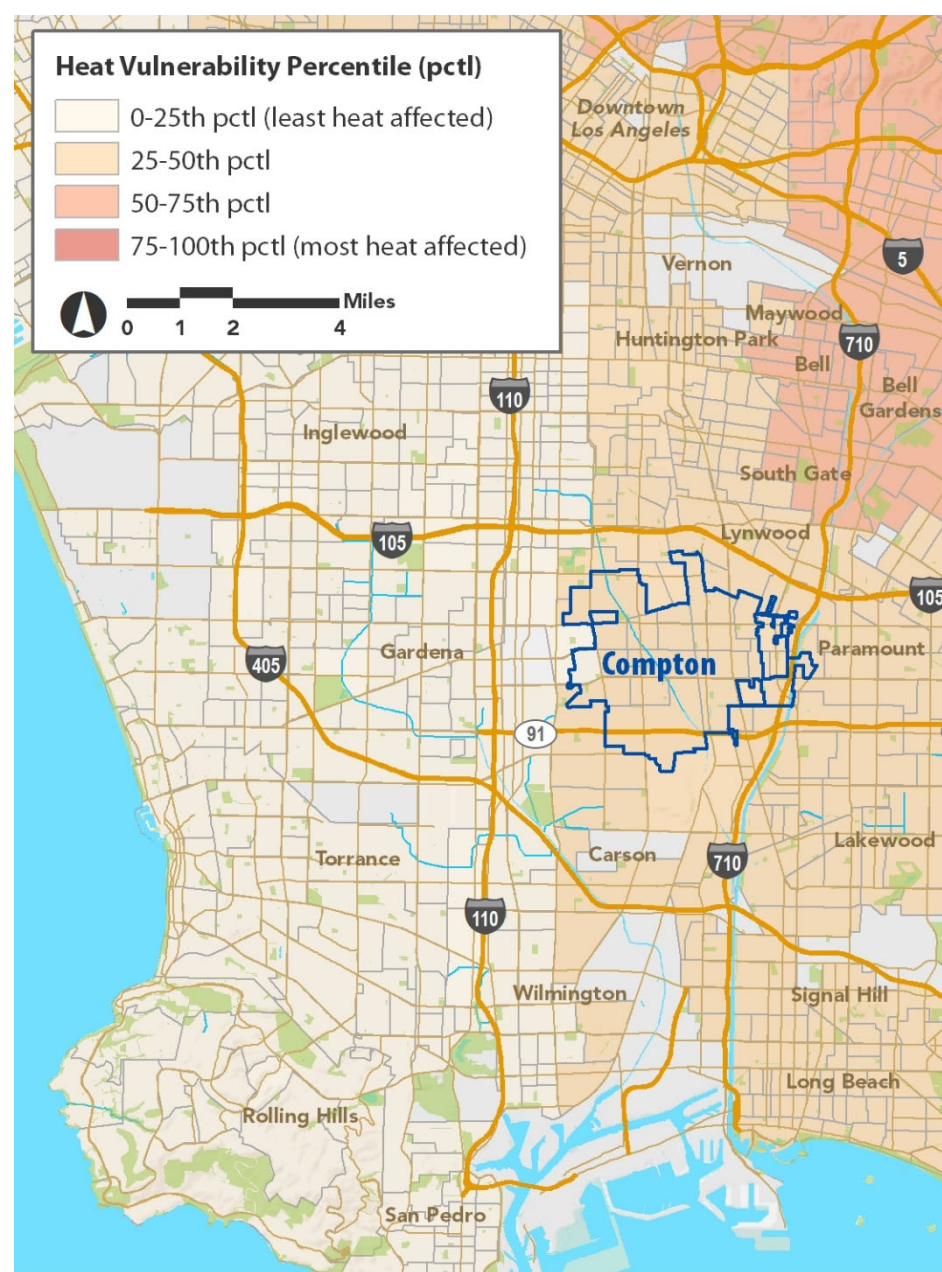 Heat Vulnerability Percentile (pctl)
0-25th pctl (least heat affected)
25-50th pctl
50-75th pctl
75-100th pctl (most heat affected)
Miles
0 1 2 4
Downtown
Los Angeles
5
Vernon
Maywood
Huntington Park
710
Bell
Bell
Gardens
110
Inglewood
South Gate
Lynwood
105
105
Gardena
Compton
Paramount
405
91
Torrance
Carson
710
Lakewood
110
Wilmington
Signal Hill
Long Beach
Rolling Hills
San Pedro